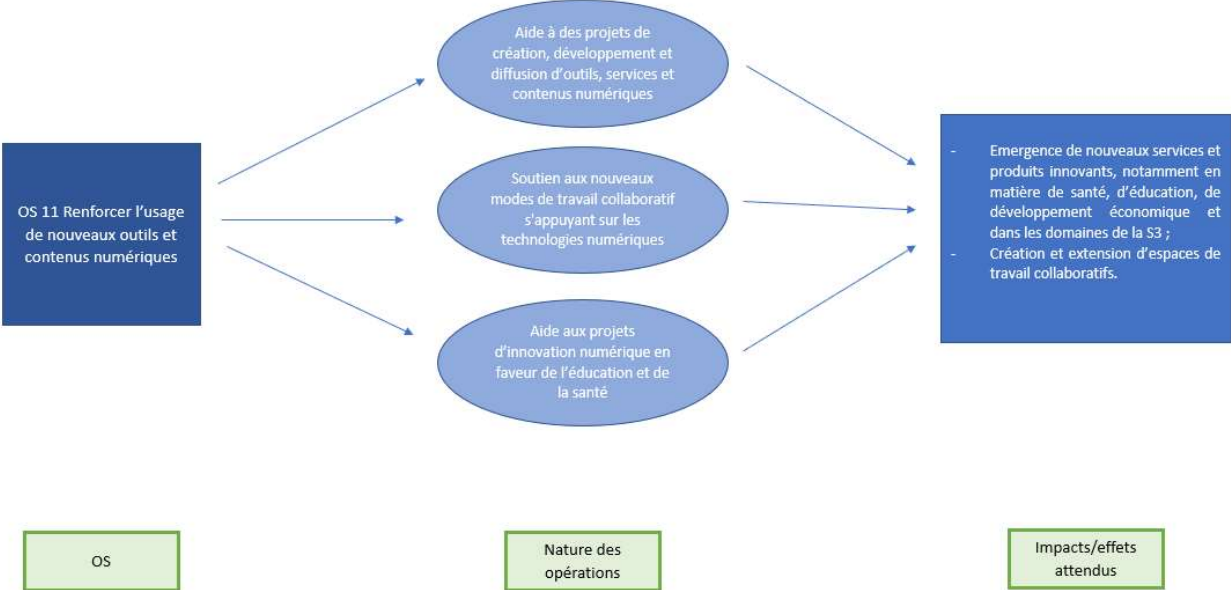 Aide à des projets de
création, développement et
diffusion d’outils, services et
contenus numériques
OS 11 Renforcer l’usage
de nouveaux outils et
contenus numériques
Soutien aux nouveaux
modes de travail collaboratif
s'appuyant sur les
technologies numériques
Aide aux projets
d’innovation numérique en
faveur de l’éducation et de
la santé
- Emergence de nouveaux services et
produits innovants, notamment en
matière de santé, d’éducation, de
développement économique et
dans les domaines de la S3 ;
- Création et extension d’espaces de
travail collaboratifs.
OS
Nature des
opérations
Impacts/effets
attendus